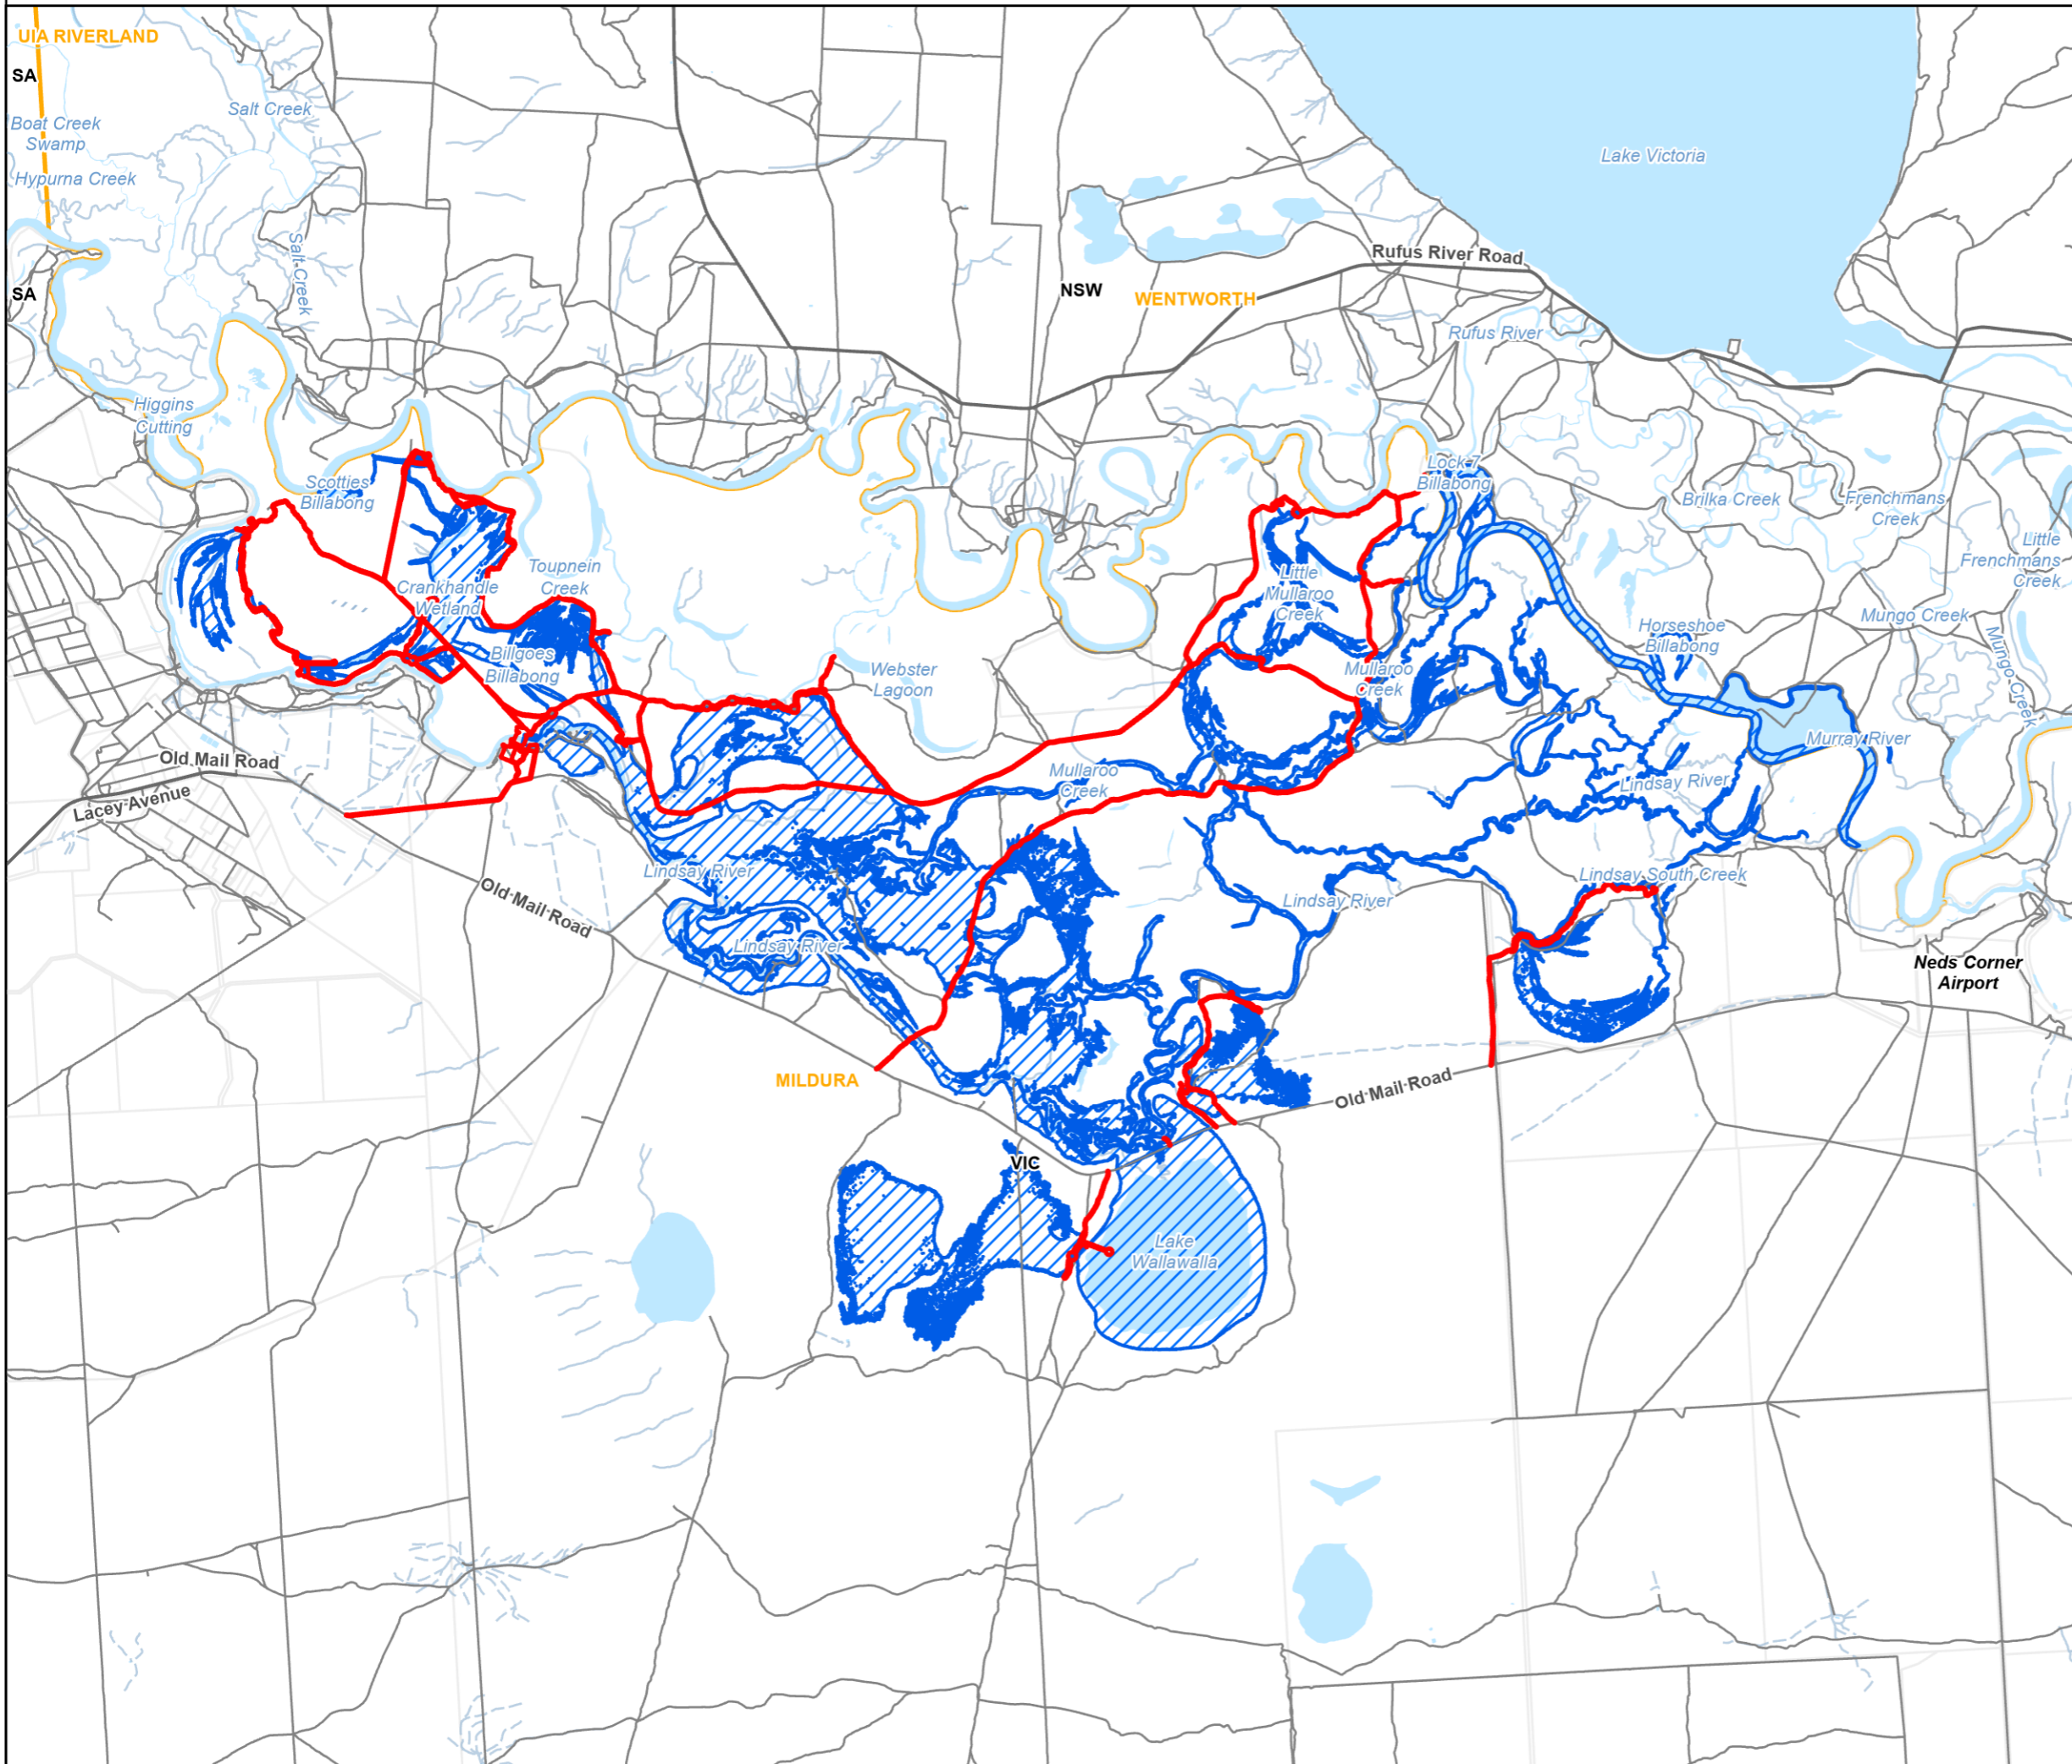 UIA RIVERLAND
SA
Boat Creek
Swamp
Salt Creek
Hypurna Creek
Salt Creek
SA
Lake Victoria
Rufus River Road
NSW
WENTWORTH
Rufus River
Higgins
Cutting
Scotties
Billabong
Lock 7
Billabong
Brilka Creek
Frenchmans
Creek
Little
Frenchmans
Creek
Toupnein
Creek
Crankhandle
Wetland
Little
Mullaroo
Creek
Mungo Creek
Mungo Creek
Horseshoe
Billabong
Billgoes
Billabong
Webster
Lagoon
Mullaroo
Creek
Murray River
Old Mail Road
Lacey Avenue
Mullaroo
Creek
Lindsay River
Lindsay River
Old Mail Road
Lindsay River
Lindsay South Creek
Lindsay River
Neds Corner
Airport
MILDURA
Old Mail Road
VIC
Lake
Wallawalla